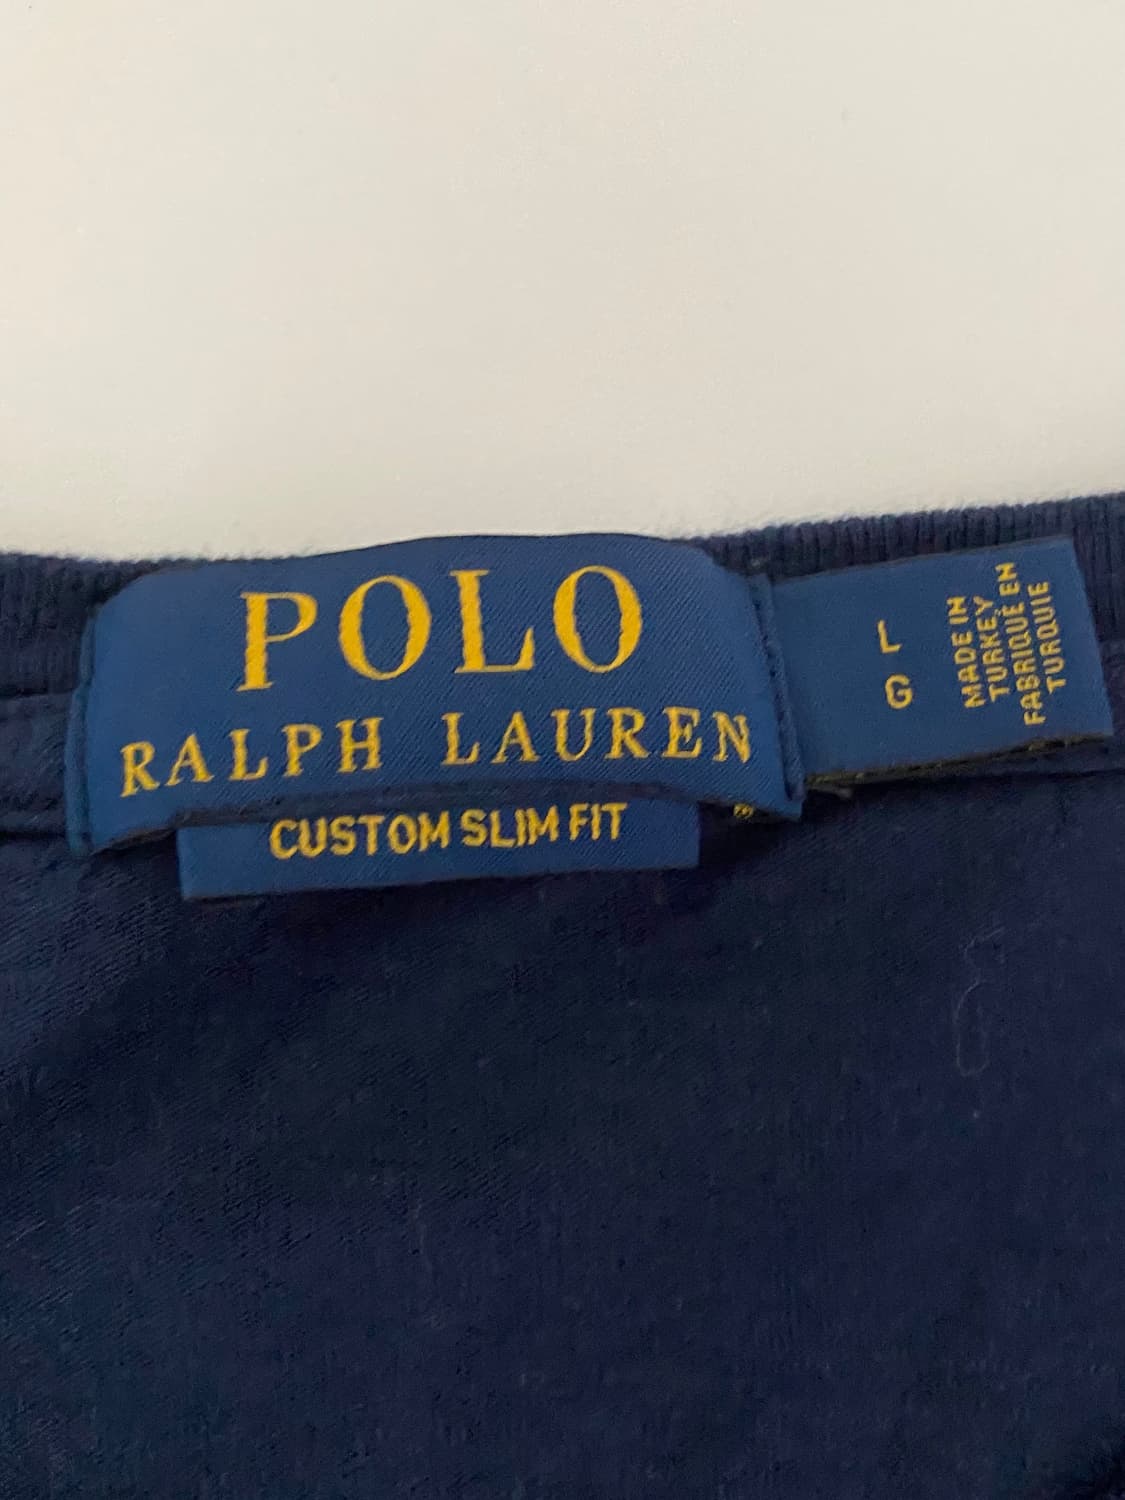 POLO
RALPH LAUREN
®
CUSTOM SLIM FIT
L
G
MADE IN
TURKEY
FABRIQUÉ EN
TURQUIE